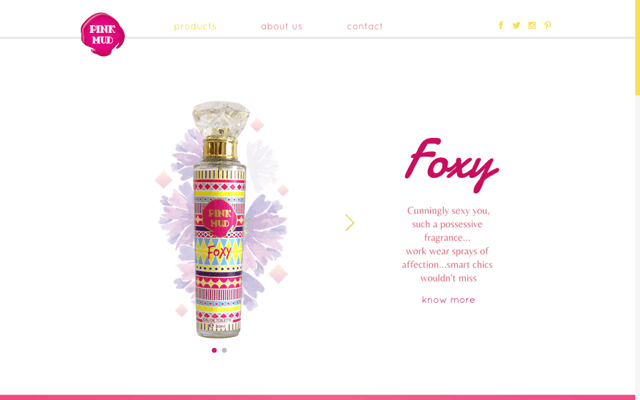 PINK
MUD
products
about us
contact
Foxy
Cunningly sexy you,
such a possessive
fragrance...
work wear sprays of
affection...smart chics
wouldn't miss
know more
PINK
MUD
Foxy